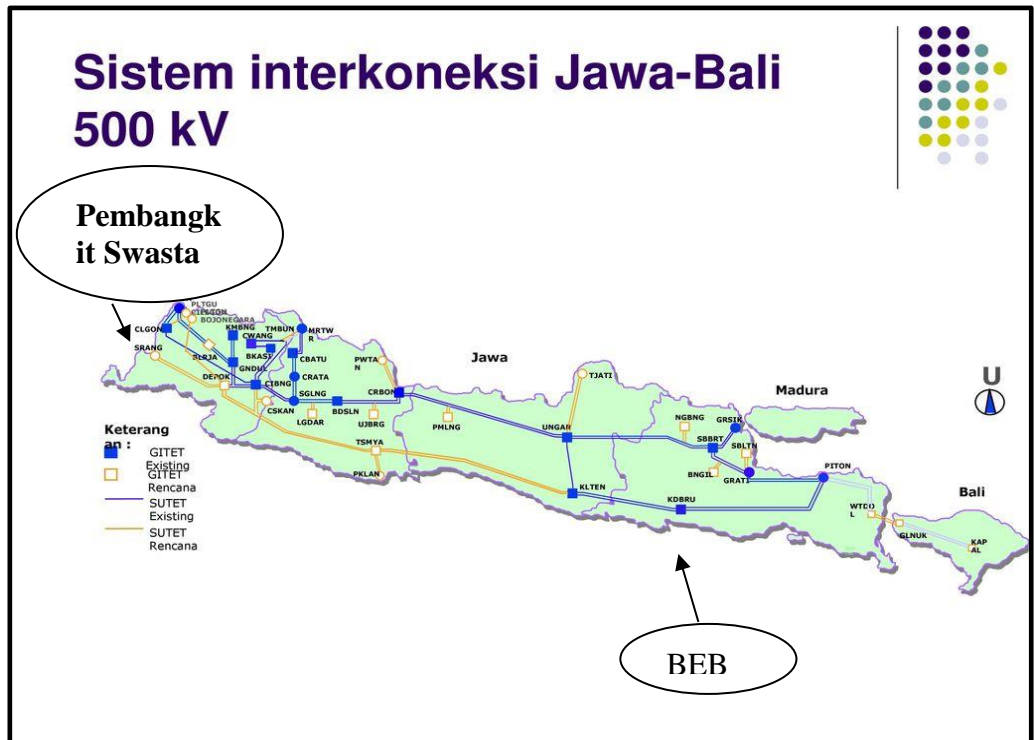 Sistem interkoneksi Jawa-Bali
500 kV
Pembangk
it Swasta
PLTGU
BOJONEGARA
CLGON
KMBNG
TMBUN
MRTW
R
CWANG
SRANG
BLRJA
BKASI
CBATU
PWTA
N
Jawa
TJATI
GNDUL
DEPOK
CIBNG
CRATA
CRBON
Madura
U
CSKAN
SGLNG
BDSLN
LGDAR
UJBRG
PMLNG
UNGAR
NGBNG
GRSIK
SBBRT
SBLTN
Keterang
an :
GITET
Existing
GITET
Rencana
SUTET
Existing
SUTET
Rencana
TSMYA
PKLAN
KLTEN
BNGIL
GRATI
PITON
KDBRU
WTDO
L
Bali
GLNUK
KAP
AL
BEB